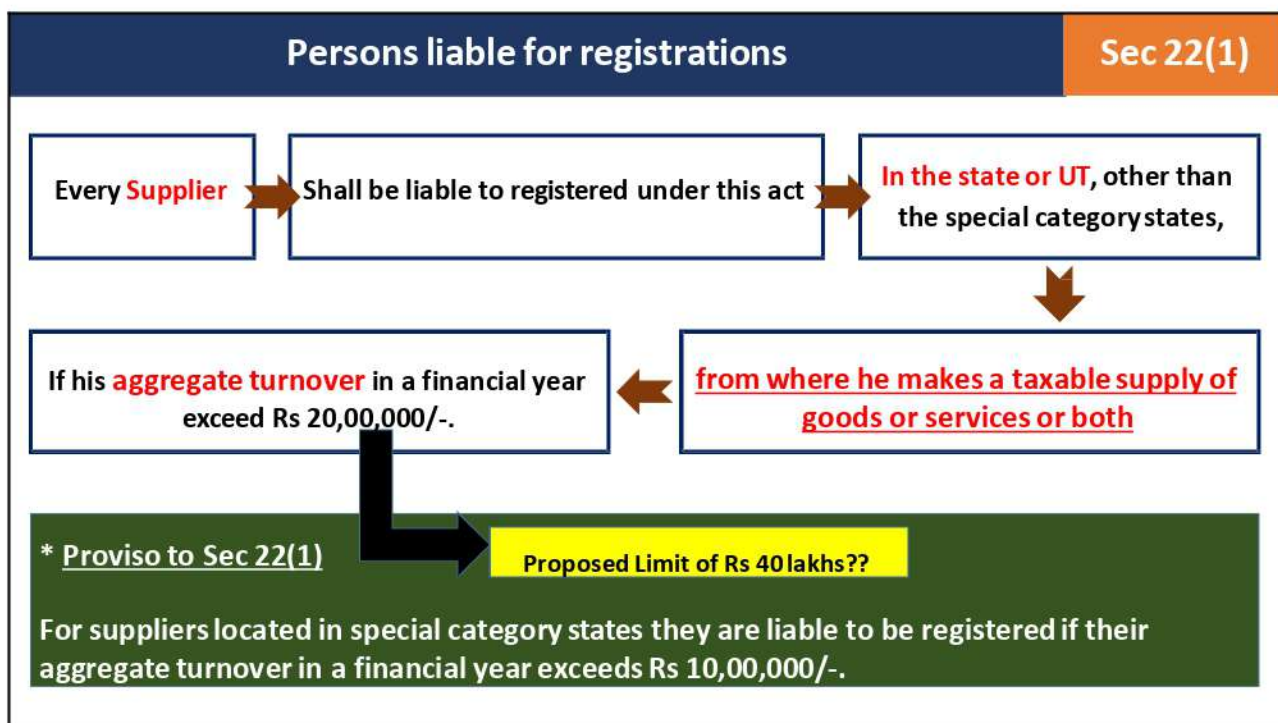 Persons liable for registrations
Sec 22(1)
Every Supplier
Shall be liable to registered under this act
In the state or UT, other than
the special category states,
from where he makes a taxable supply of
goods or services or both
If his aggregate turnover in a financial year
exceed Rs 20,00,000/-.
* Proviso to Sec 22(1)
Proposed Limit of Rs 40 lakhs??
For suppliers located in special category states they are liable to be registered if their
aggregate turnover in a financial year exceeds Rs 10,00,000/-.